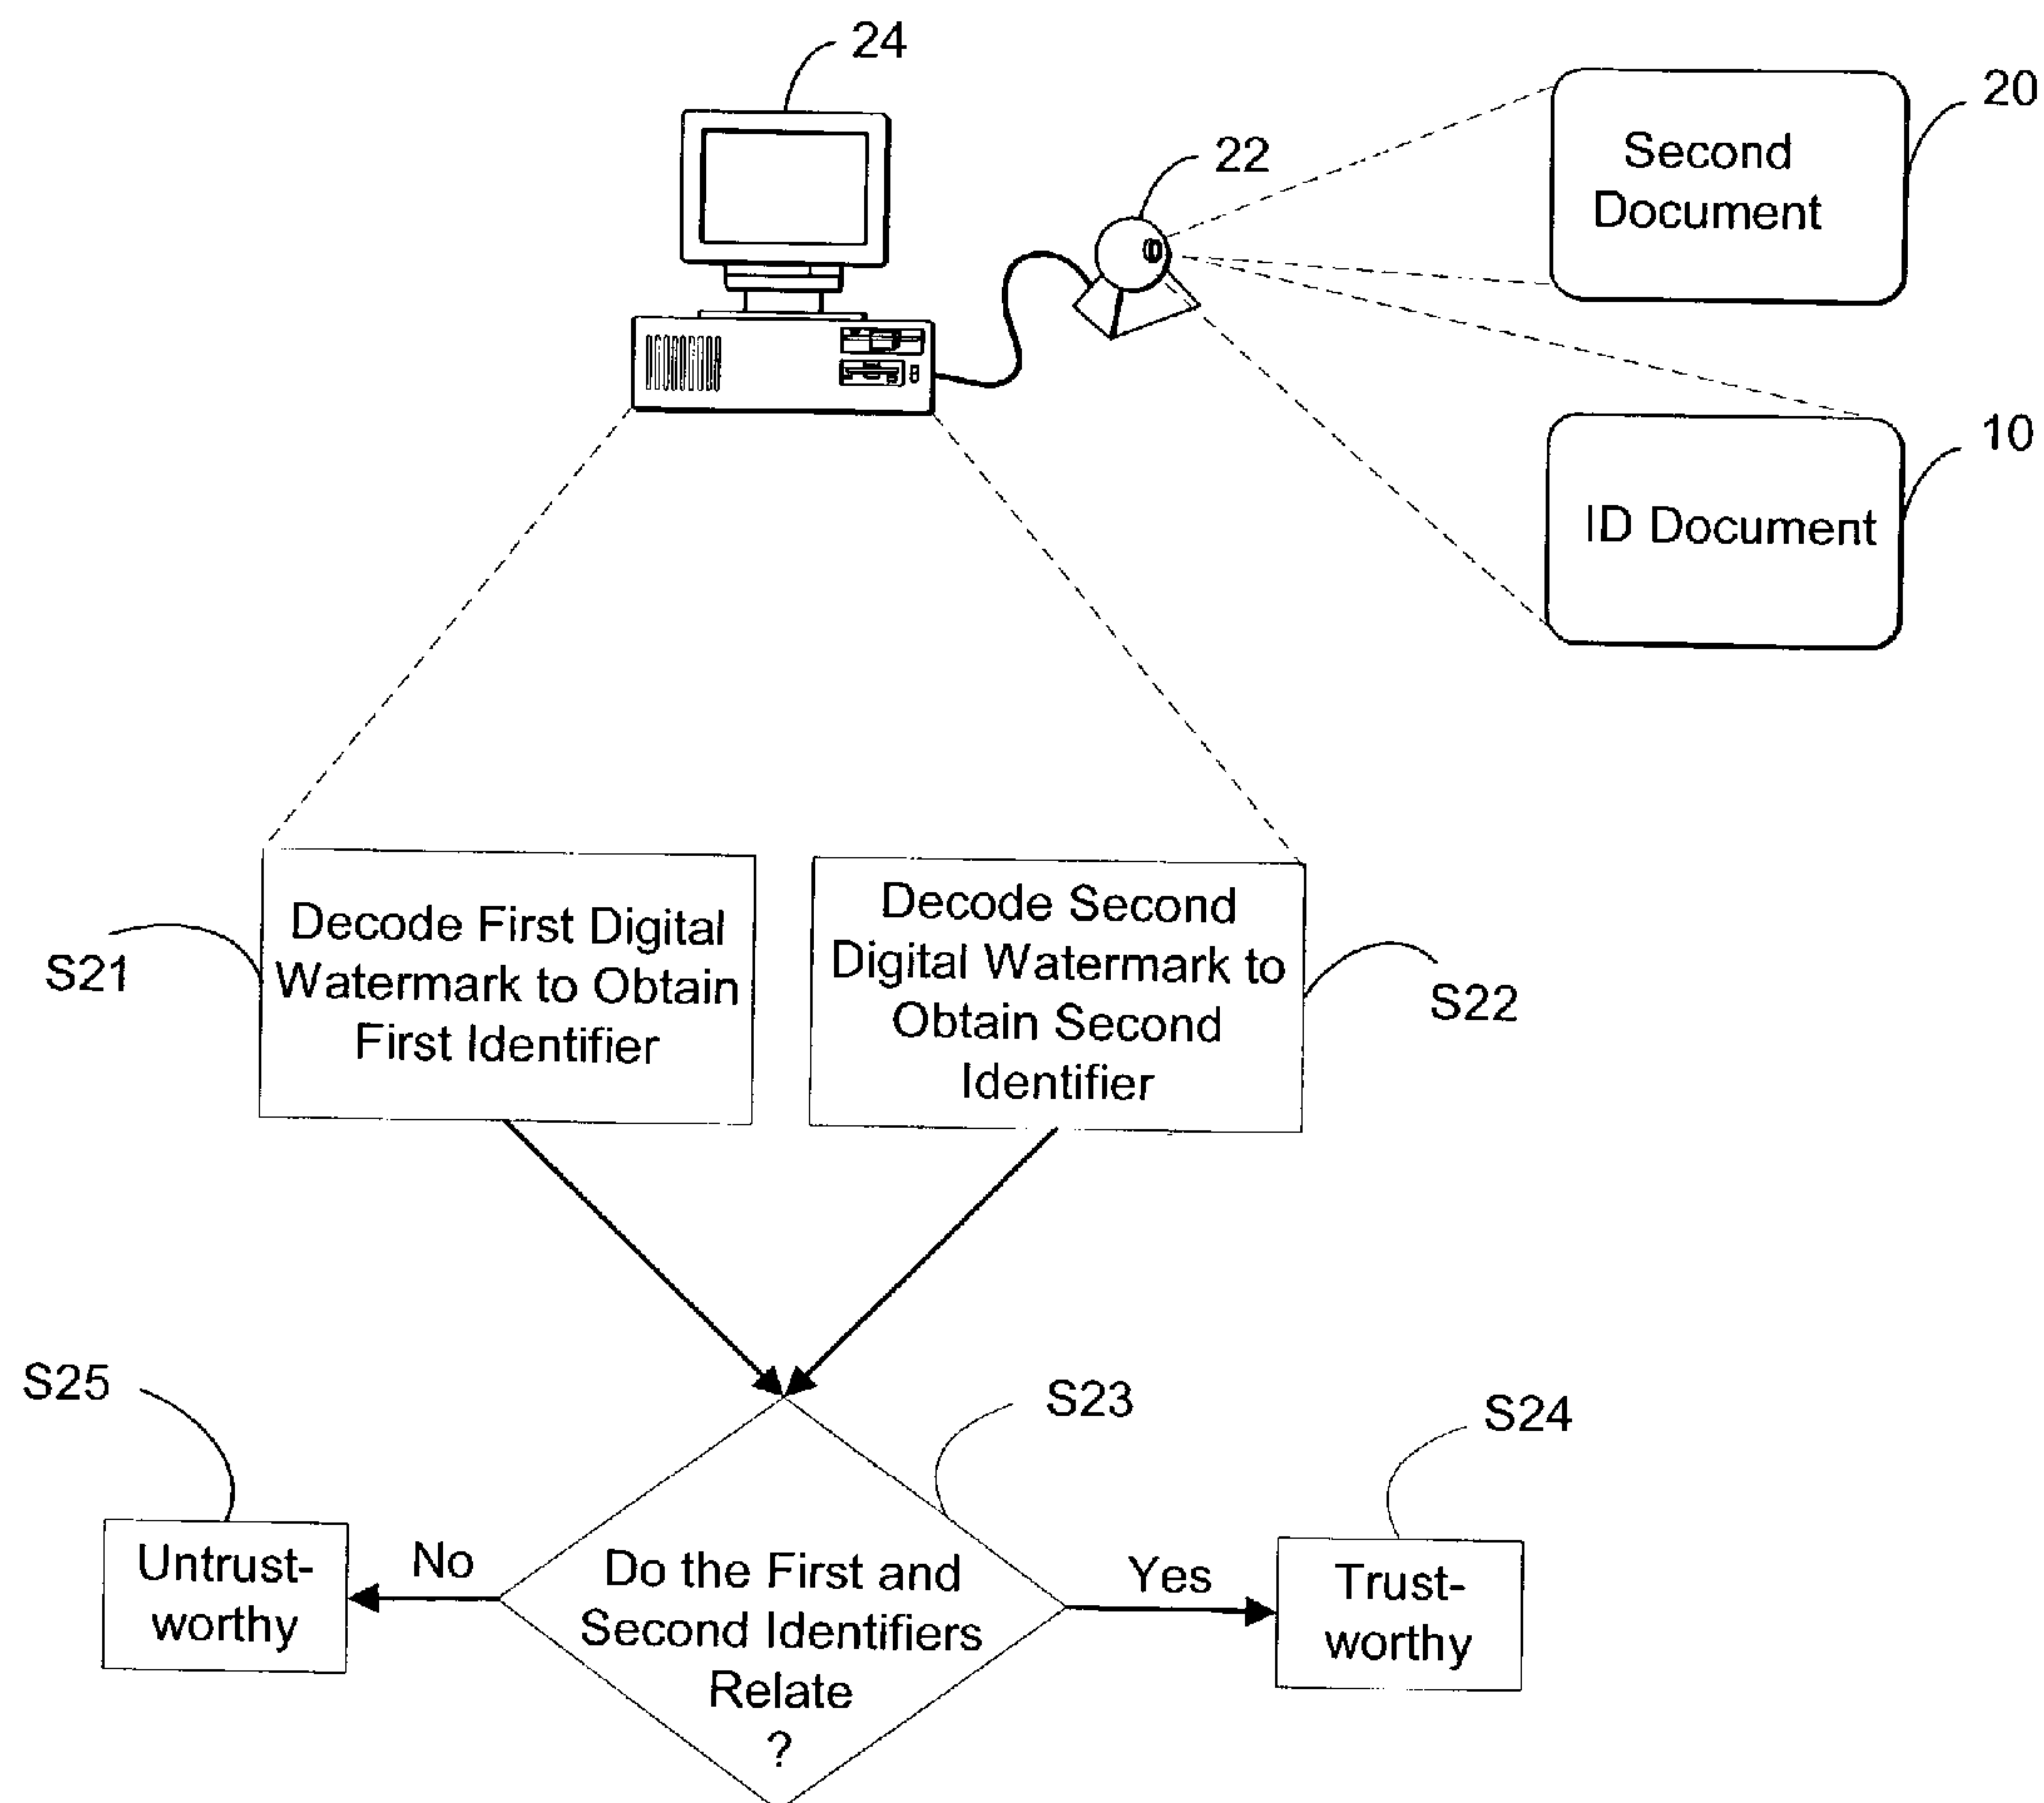 24
20
Second
Document
22
10
ID Document
Decode First Digital
Watermark to Obtain
First Identifier
Decode Second
Digital Watermark to
Obtain Second
Identifier
S21
S22
S25
S23
S24
Untrust-
worthy
No
Do the First and
Second Identifiers
Relate
?
Yes
Trust-
worthy